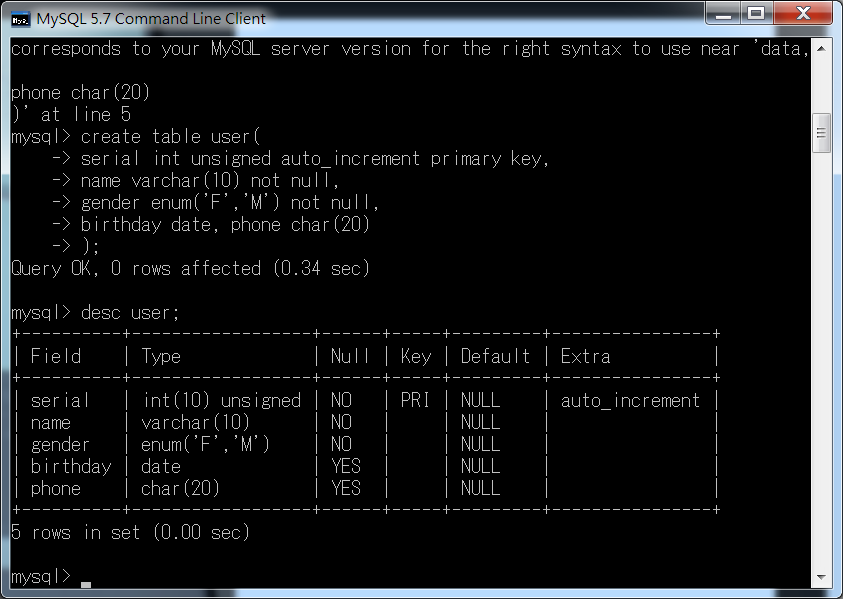 MySQL 5.7 Command Line Client
corresponds to your MySQL server version for the right syntax to use near 'data,
phone char(20)
)' at line 5
mysql> create table user(
    -> serial int unsigned auto_increment primary key,
    -> name varchar(10) not null,
    -> gender enum('F','M') not null,
    -> birthday date, phone char(20)
    -> );
Query OK, 0 rows affected (0.34 sec)
mysql> desc user;
+----------+------------------+------+-----+---------+----------------+
| Field    | Type             | Null | Key | Default | Extra          |
+----------+------------------+------+-----+---------+----------------+
| serial   | int(10) unsigned | NO   | PRI | NULL    | auto_increment |
| name     | varchar(10)      | NO   |     | NULL    |                |
| gender   | enum('F','M')    | NO   |     | NULL    |                |
| birthday | date             | YES  |     | NULL    |                |
| phone    | char(20)         | YES  |     | NULL    |                |
+----------+------------------+------+-----+---------+----------------+
5 rows in set (0.00 sec)
mysql> _